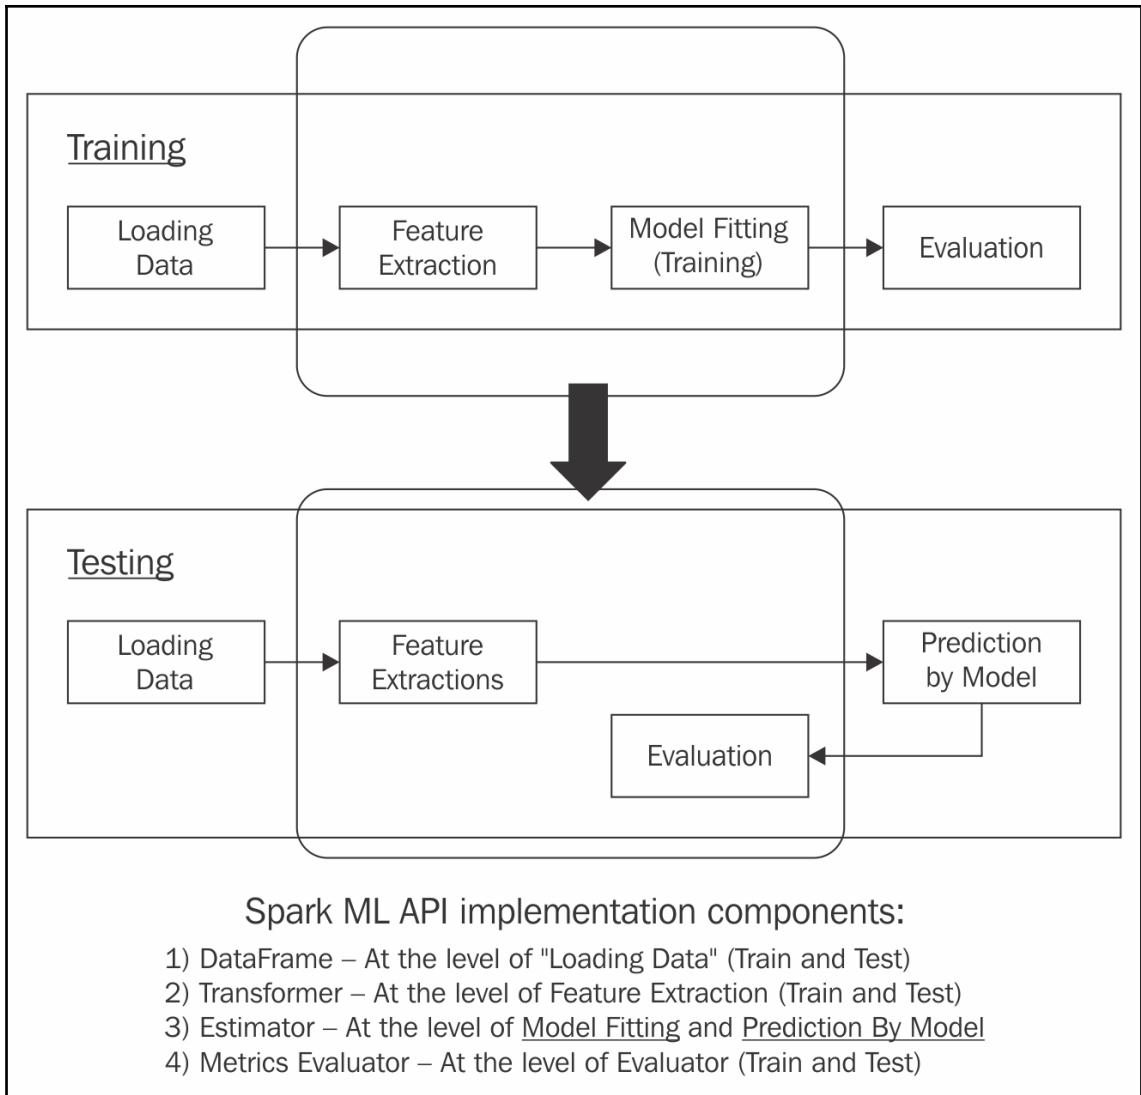 Training
Loading
Data
Feature
Extraction
Model Fitting
(Training)
Evaluation
Testing
Loading
Data
Feature
Extractions
Prediction
by Model
Evaluation
Spark ML API implementation components:
1) DataFrame – At the level of "Loading Data" (Train and Test)
2) Transformer – At the level of Feature Extraction (Train and Test)
3) Estimator – At the level of Model Fitting and Prediction By Model
4) Metrics Evaluator – At the level of Evaluator (Train and Test)